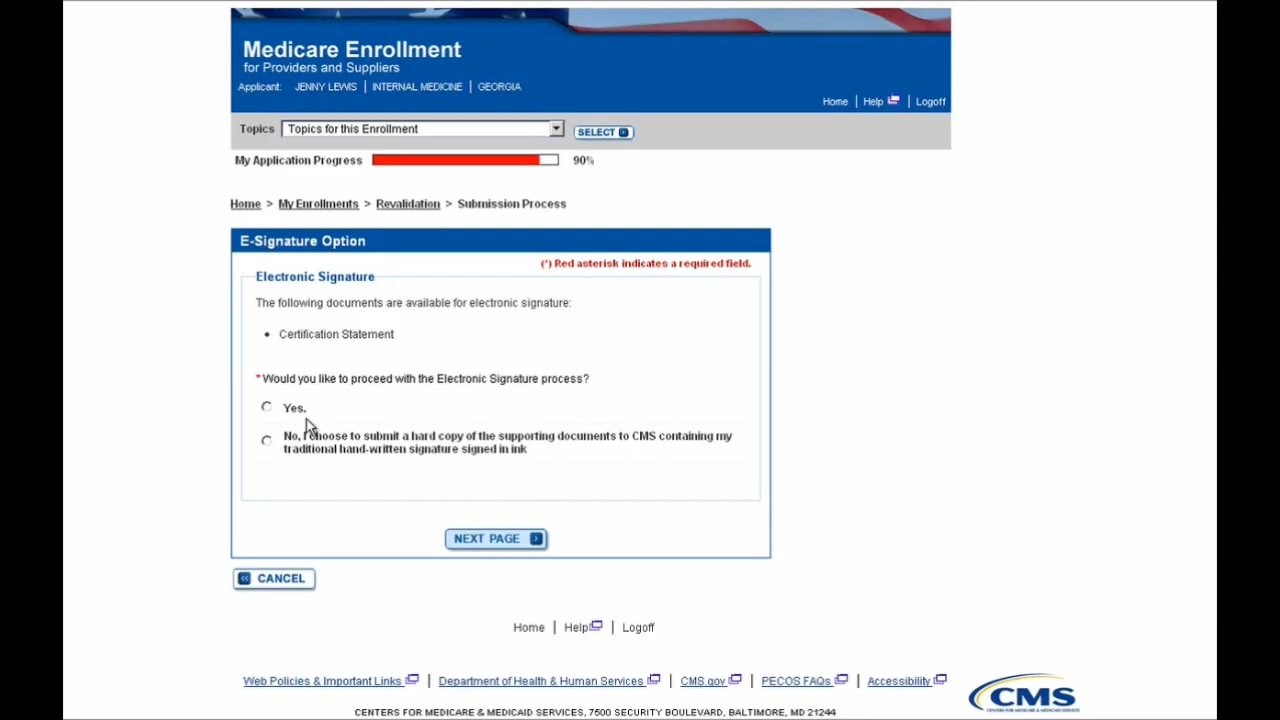 Medicare Enrollment
for Providers and Suppliers
Applicant: JENNY LEWIS | INTERNAL MEDICINE | GEORGIA
Home | Help | Logoff
Topics Topics for this Enrollment SELECT
My Application Progress 90%
Home > My Enrollments > Revalidation > Submission Process
E-Signature Option
(*) Red asterisk indicates a required field.
Electronic Signature
The following documents are available for electronic signature:
• Certification Statement
*Would you like to proceed with the Electronic Signature process?
Yes.
No, I choose to submit a hard copy of the supporting documents to CMS containing my
traditional hand-written signature signed in ink
NEXT PAGE
CANCEL
Home | Help | Logoff
Web Policies & Important Links | Department of Health & Human Services | CMS.gov | PECOS FAQs | Accessibility
CMS
CENTERS FOR MEDICARE & MEDICAID SERVICES
CENTERS FOR MEDICARE & MEDICAID SERVICES, 7500 SECURITY BOULEVARD, BALTIMORE, MD 21244